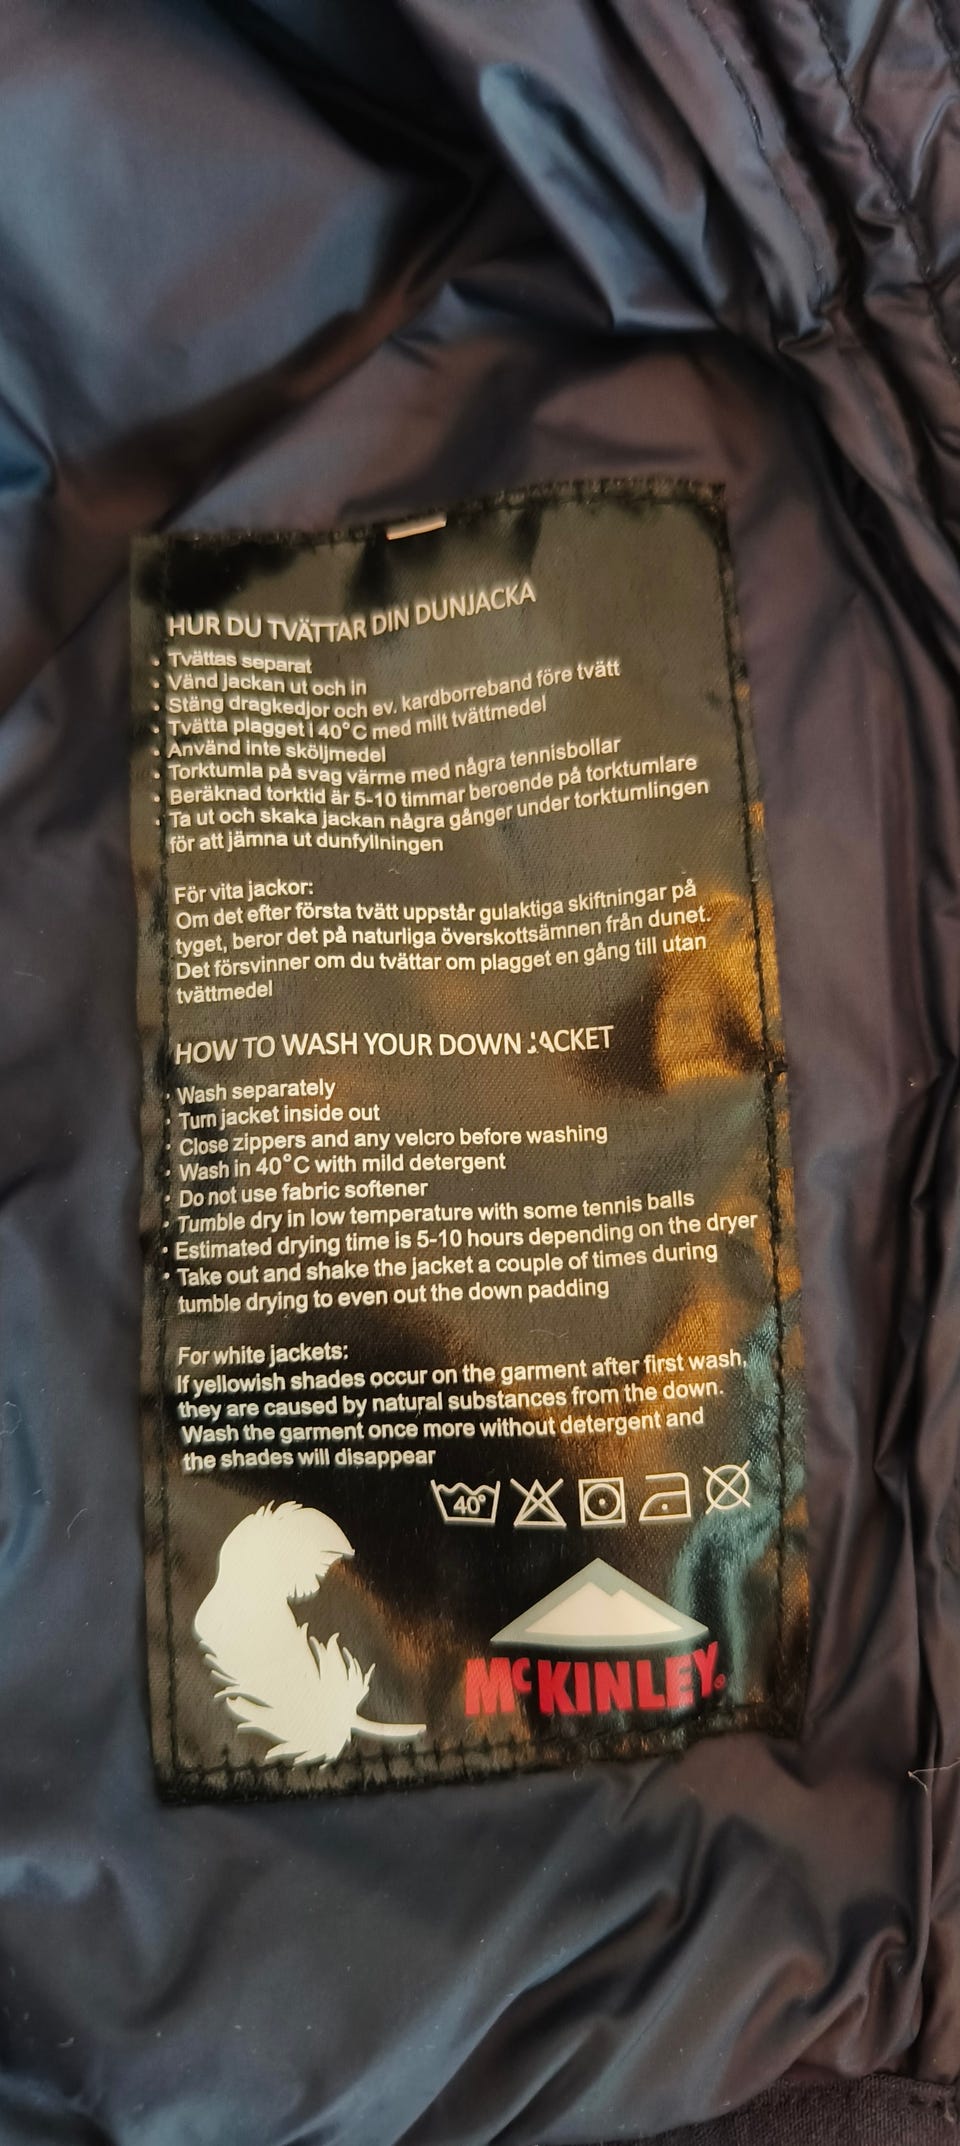 HUR DU TVÄTTAR DIN DUNJACKA
• Tvättas separat
• Vänd jackan ut och in
• Stäng dragkedjor och ev. kardborreband före tvätt
• Tvätta plagget i 40°C med milt tvättmedel
• Använd inte sköljmedel
• Torktumla på svag värme med några tennisbollar
• Beräknad torktid är 5-10 timmar beroende på torktumlare
• Ta ut och skaka jackan några gånger under torktumlingen
för att jämna ut dunfyllningen
För vita jackor:
Om det efter första tvätt uppstår gulaktiga skiftningar på
tyget, beror det på naturliga överskottsämnen från dunet.
Det försvinner om du tvättar om plagget en gång till utan
tvättmedel
HOW TO WASH YOUR DOWN JACKET
• Wash separately
• Turn jacket inside out
• Close zippers and any velcro before washing
• Wash in 40°C with mild detergent
• Do not use fabric softener
• Tumble dry in low temperature with some tennis balls
• Estimated drying time is 5-10 hours depending on the dryer
• Take out and shake the jacket a couple of times during
tumble drying to even out the down padding
For white jackets:
If yellowish shades occur on the garment after first wash,
they are caused by natural substances from the down.
Wash the garment once more without detergent and
the shades will disappear
40°
McKINLEY®